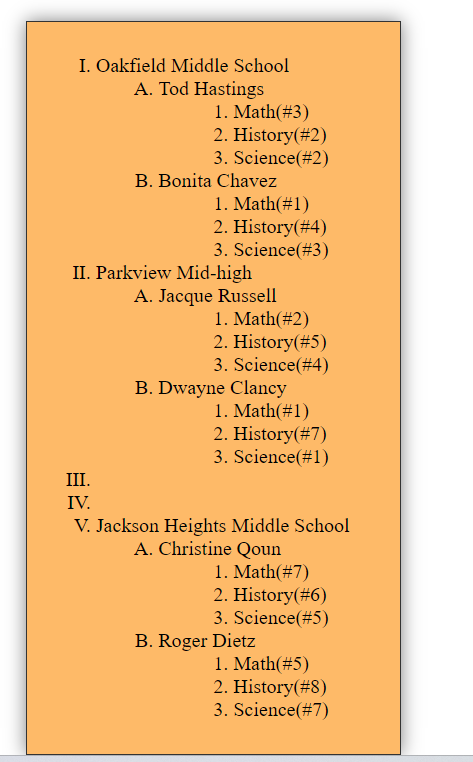 I. Oakfield Middle School
A. Tod Hastings
1. Math(#3)
2. History(#2)
3. Science(#2)
B. Bonita Chavez
1. Math(#1)
2. History(#4)
3. Science(#3)
II. Parkview Mid-high
A. Jacque Russell
1. Math(#2)
2. History(#5)
3. Science(#4)
B. Dwayne Clancy
1. Math(#1)
2. History(#7)
3. Science(#1)
III.
IV.
V. Jackson Heights Middle School
A. Christine Qoun
1. Math(#7)
2. History(#6)
3. Science(#5)
B. Roger Dietz
1. Math(#5)
2. History(#8)
3. Science(#7)